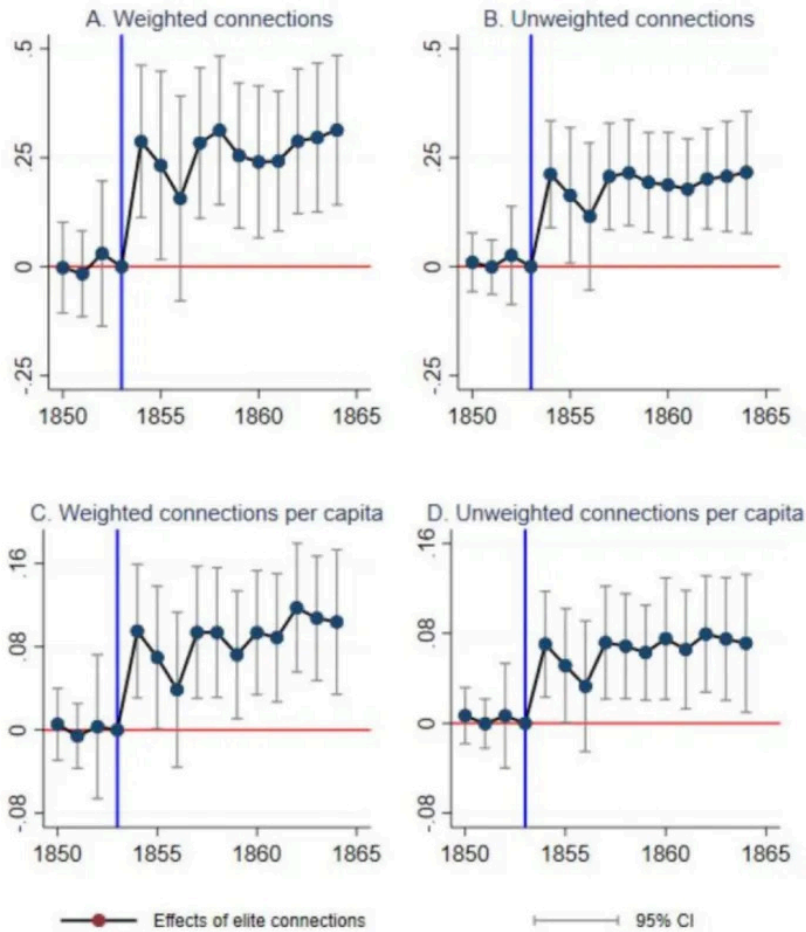 A. Weighted connections
B. Unweighted connections
.5
.25
0
-.25
1850 1855 1860 1865
.5
.25
0
-.25
1850 1855 1860 1865
C. Weighted connections per capita
D. Unweighted connections per capita
.16
.08
0
-.08
1850 1855 1860 1865
.16
.08
0
-.08
1850 1855 1860 1865
Effects of elite connections
95% CI